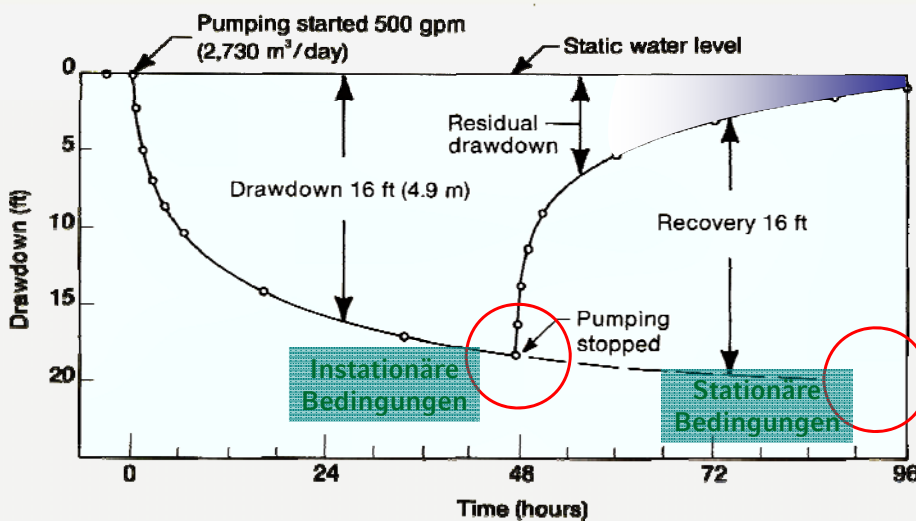 Pumping started 500 gpm
(2,730 m³/day)
Static water level
0
5
10
15
20
Drawdown (ft)
Residual
drawdown
Drawdown 16 ft (4.9 m)
Recovery 16 ft
Pumping
stopped
Instationäre
Bedingungen
Stationäre
Bedingungen
0
24
48
72
96
Time (hours)